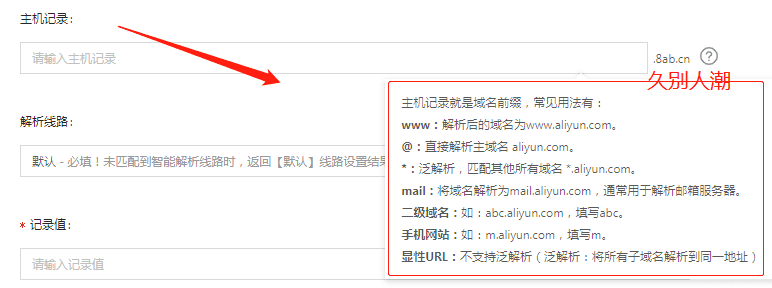 主机记录：
请输入主机记录
.8ab.cn ?
久別人潮
主机记录就是域名前缀，常见用法有：
www：解析后的域名为www.aliyun.com。
解析线路：
@：直接解析主域名 aliyun.com。
默认 - 必填！未匹配到智能解析线路时，返回【默认】线路设置结果
*：泛解析，匹配其他所有域名 *.aliyun.com。
mail：将域名解析为mail.aliyun.com，通常用于解析邮箱服务器。
二级域名：如：abc.aliyun.com，填写abc。
* 记录值：
手机网站：如：m.aliyun.com，填写m。
显性URL：不支持泛解析（泛解析：将所有子域名解析到同一地址）
请输入记录值